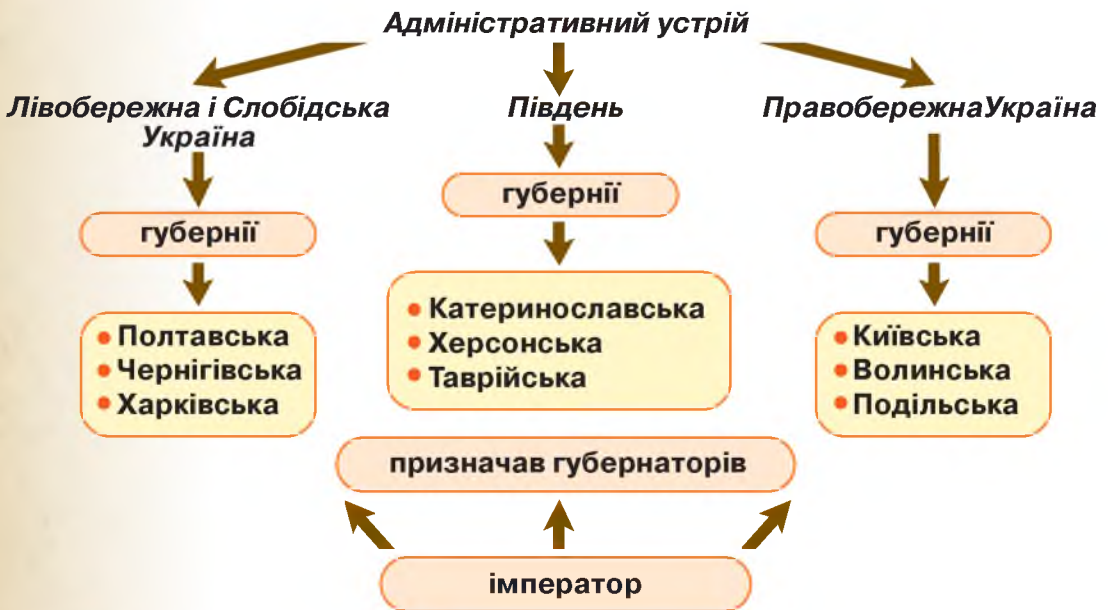 Адміністративний устрій
Лівобережна і Слобідська
Україна
Південь
ПравобережнаУкраїна
губернії
губернії
губернії
Полтавська
Чернігівська
Харківська
Катеринославська
Херсонська
Таврійська
Київська
Волинська
Подільська
призначав губернаторів
імператор